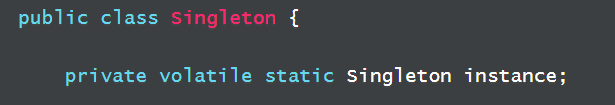 public class Singleton {
private volatile static Singleton instance;